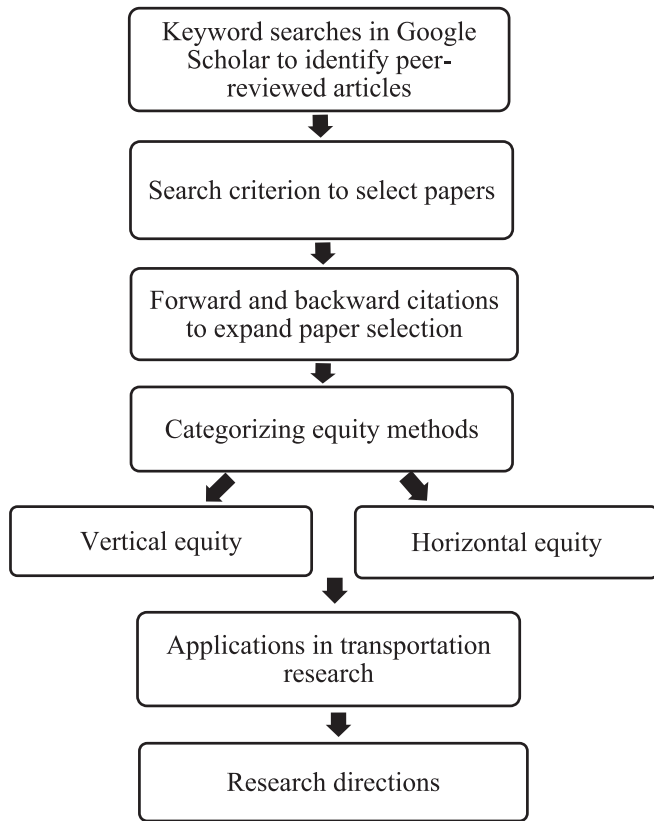 Keyword searches in Google
Scholar to identify peer-
reviewed articles
Search criterion to select papers
Forward and backward citations
to expand paper selection
Categorizing equity methods
Vertical equity
Horizontal equity
Applications in transportation
research
Research directions